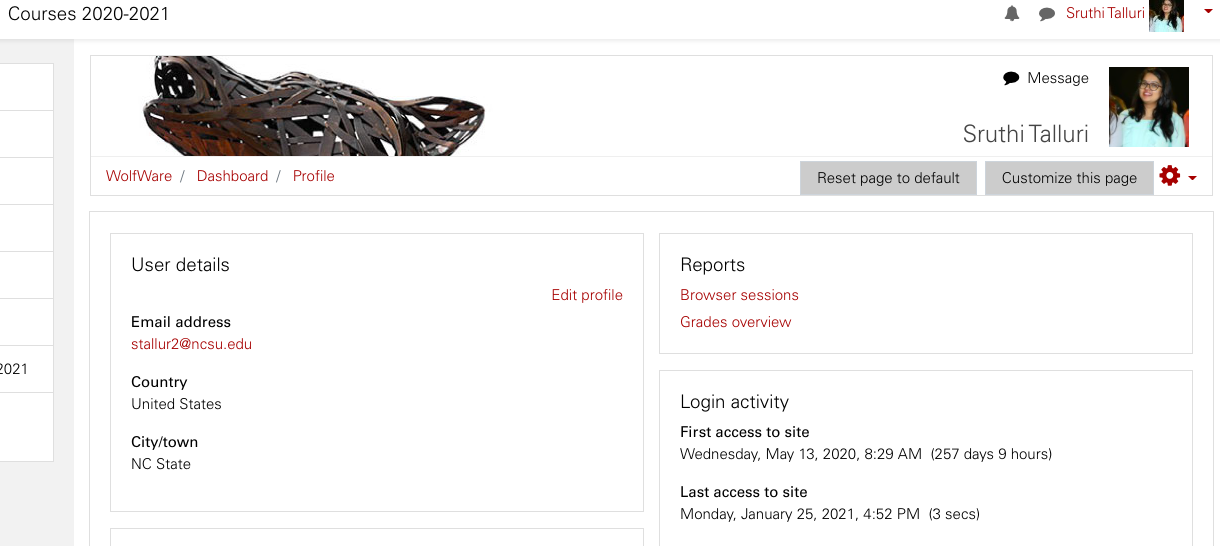 Courses 2020-2021
Sruthi Talluri
Message
Sruthi Talluri
WolfWare / Dashboard / Profile
Reset page to default
Customize this page
2021
User details
Edit profile
Email address
stallur2@ncsu.edu
Country
United States
City/town
NC State
Reports
Browser sessions
Grades overview
Login activity
First access to site
Wednesday, May 13, 2020, 8:29 AM (257 days 9 hours)
Last access to site
Monday, January 25, 2021, 4:52 PM (3 secs)